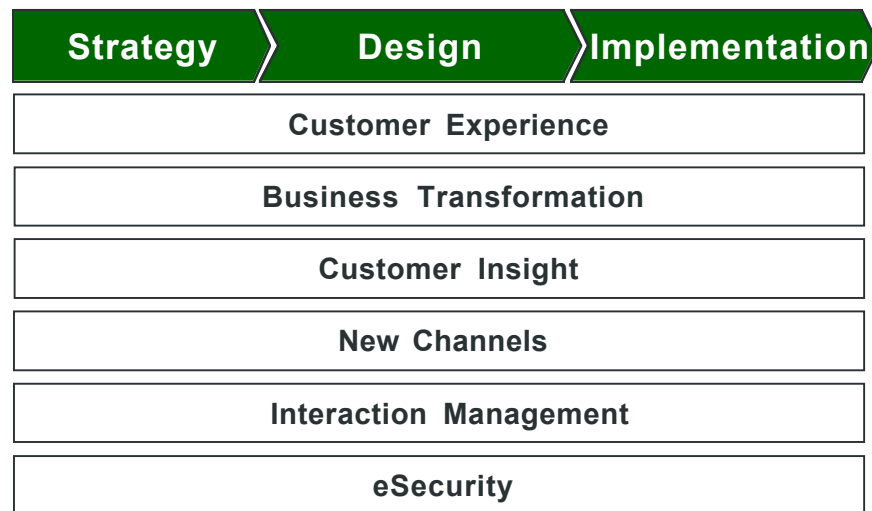 Strategy Design Implementation
Customer Experience
Business Transformation
Customer Insight
New Channels
Interaction Management
eSecurity